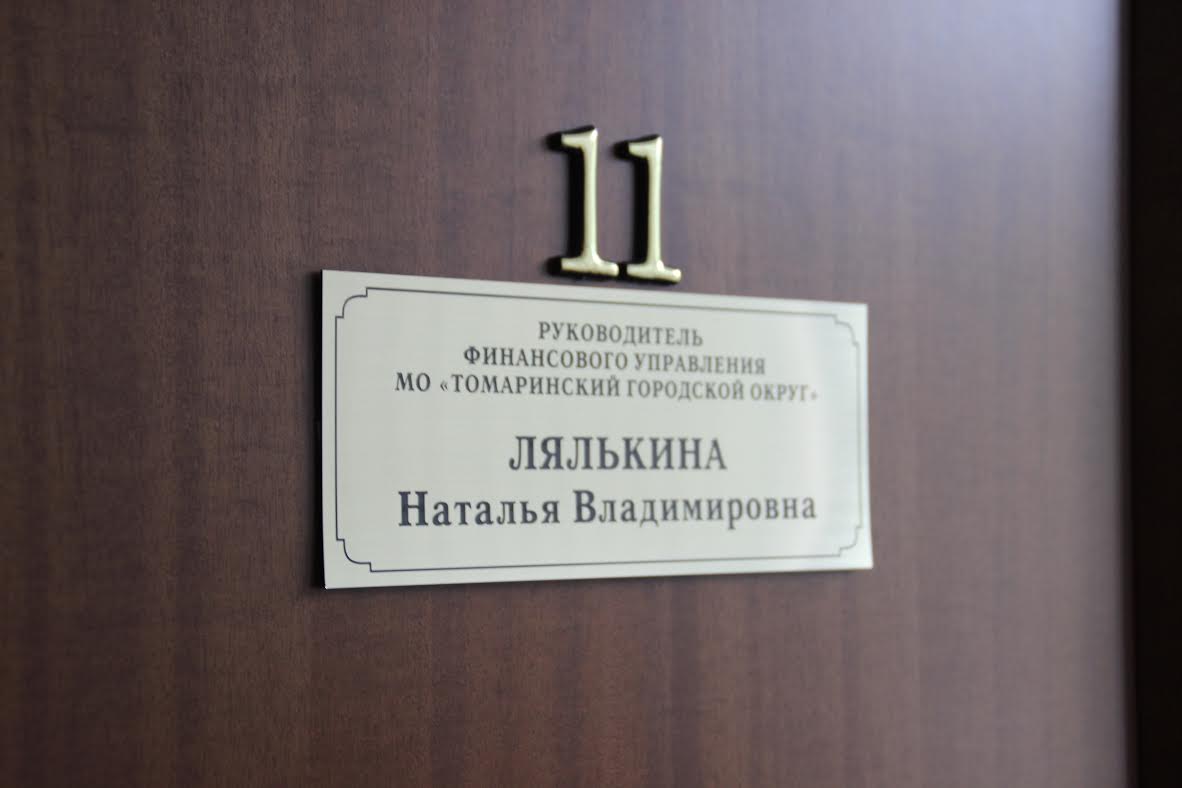 11
РУКОВОДИТЕЛЬ
ФИНАНСОВОГО УПРАВЛЕНИЯ
МО «ТОМАРИНСКИЙ ГОРОДСКОЙ ОКРУГ»
ЛЯЛЬКИНА
Наталья Владимировна